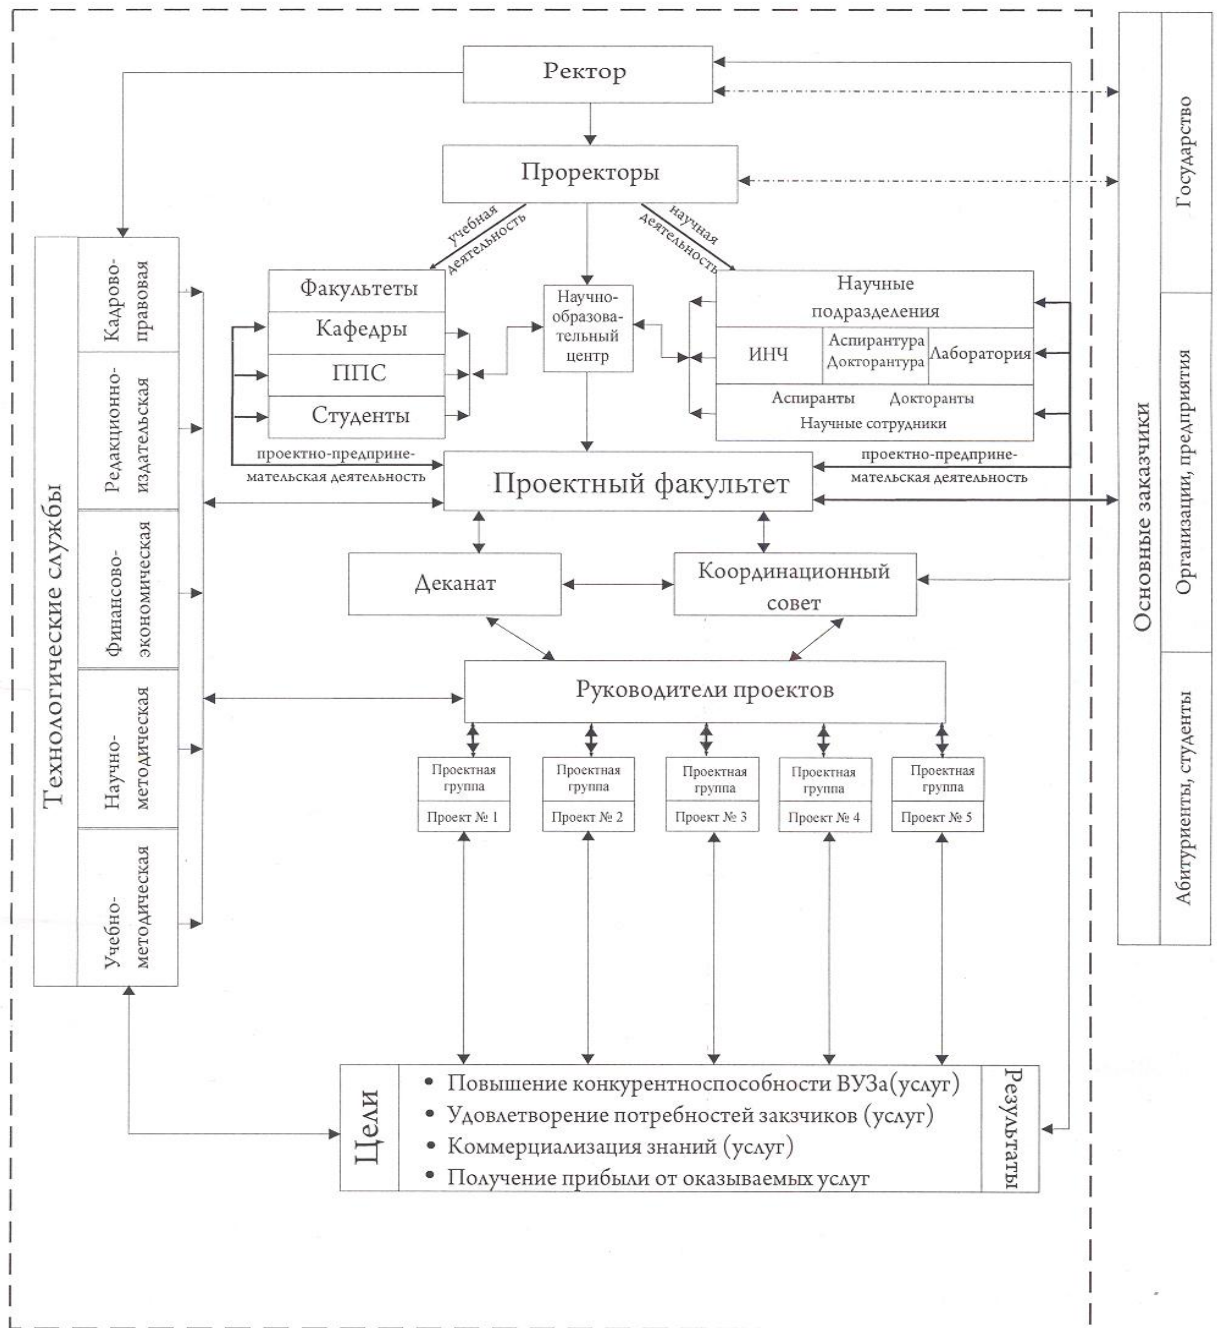 Ректор
Проректоры
учебная
деятельность
научная
деятельность
Факультеты
Кафедры
ППС
Студенты
Научно-
образова-
тельный
центр
Научные
подразделения
ИНЧ
Аспирантура
Докторантура
Лаборатория
Аспиранты Докторанты
Научные сотрудники
проектно-предприне-
мательская деятельность
проектно-предприне-
мательская деятельность
Проектный факультет
Деканат
Координационный
совет
Руководители проектов
Проектная
группа
Проект № 1
Проектная
группа
Проект № 2
Проектная
группа
Проект № 3
Проектная
группа
Проект № 4
Проектная
группа
Проект № 5
Цели
• Повышение конкурентноспособности ВУЗа(услуг)
• Удовлетворение потребностей закзчиков (услуг)
• Коммерциализация знаний (услуг)
• Получение прибыли от оказываемых услуг
Результаты
Технологические службы
Кадрово-
правовая
Редакционно-
издательская
Финансово-
экономическая
Научно-
методическая
Учебно-
методическая
Основные заказчики
Государство
Организации, предприятия
Абитуриенты, студенты